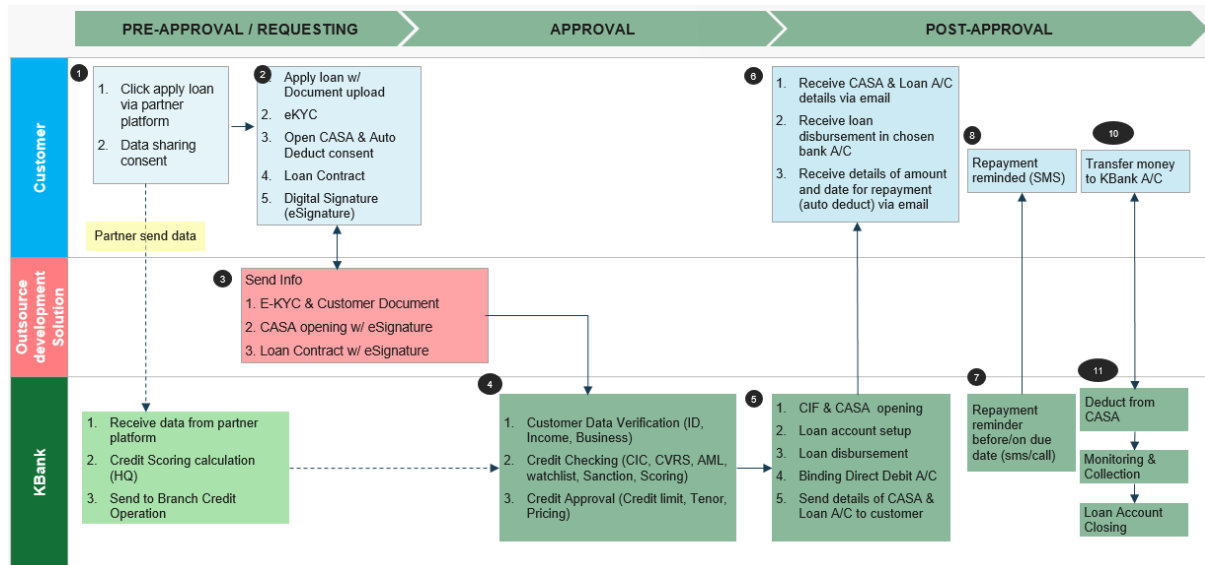 PRE-APPROVAL / REQUESTING
APPROVAL
POST-APPROVAL
Customer
1
1. Click apply loan
via partner
platform
2. Data sharing
consent
2
Apply loan w/
Document upload
2. eKYC
3. Open CASA & Auto
Deduct consent
4. Loan Contract
5. Digital Signature
(eSignature)
6
1. Receive CASA & Loan A/C
details via email
2. Receive loan
disbursement in chosen
bank A/C
3. Receive details of amount
and date for repayment
(auto deduct) via email
8
Repayment
reminded (SMS)
10
Transfer money
to KBank A/C
Partner send data
Outsource
development
Solution
3
Send Info
1. E-KYC & Customer Document
2. CASA opening w/ eSignature
3. Loan Contract w/ eSignature
KBank
1. Receive data from partner
platform
2. Credit Scoring calculation
(HQ)
3. Send to Branch Credit
Operation
4
1. Customer Data Verification (ID,
Income, Business)
2. Credit Checking (CIC, CVRS, AML,
watchlist, Sanction, Scoring)
3. Credit Approval (Credit limit, Tenor,
Pricing)
5
1. CIF & CASA opening
2. Loan account setup
3. Loan disbursement
4. Binding Direct Debit A/C
5. Send details of CASA &
Loan A/C to customer
7
Repayment
reminder
before/on due
date (sms/call)
11
Deduct from
CASA
Monitoring &
Collection
Loan Account
Closing